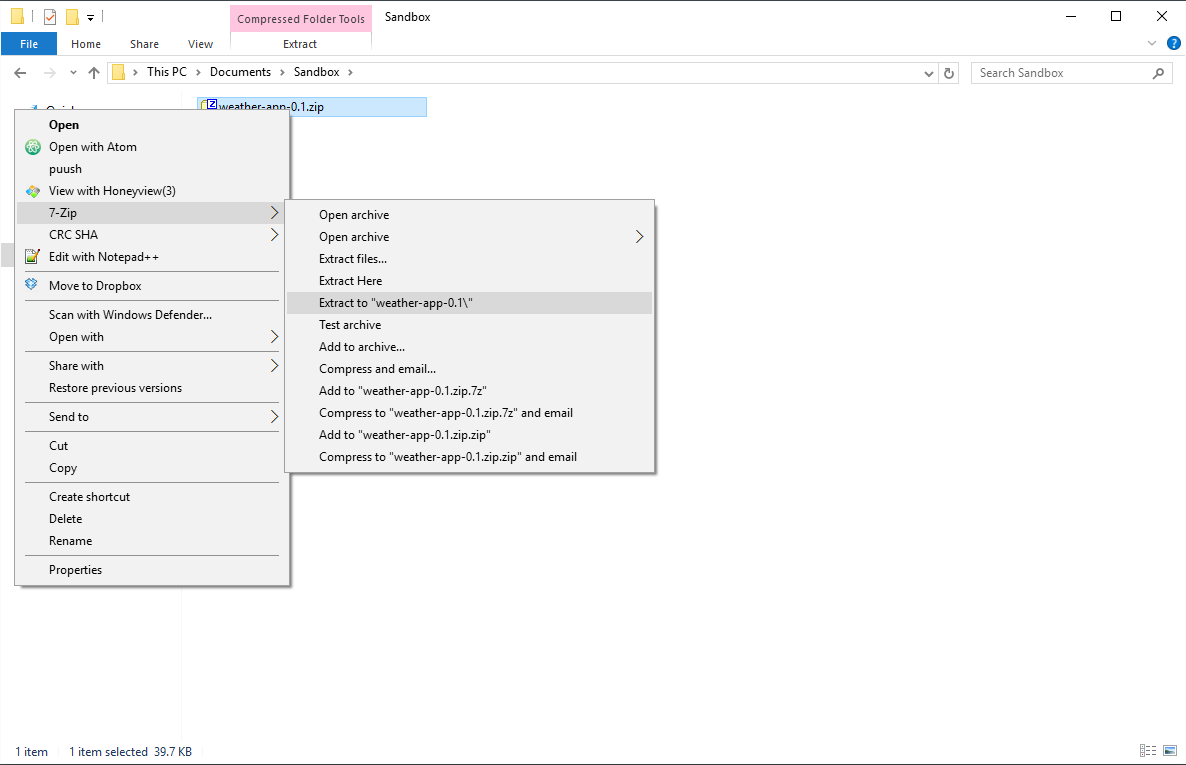 Compressed Folder Tools
Sandbox
File
Home
Share
View
Extract
This PC
Documents
Sandbox
Search Sandbox
weather-app-0.1.zip
Open
Open with Atom
puush
View with Honeyview(3)
7-Zip
CRC SHA
Edit with Notepad++
Move to Dropbox
Scan with Windows Defender...
Open with
Share with
Restore previous versions
Send to
Cut
Copy
Create shortcut
Delete
Rename
Properties
Open archive
Open archive
Extract files...
Extract Here
Extract to "weather-app-0.1\"
Test archive
Add to archive...
Compress and email...
Add to "weather-app-0.1.zip.7z"
Compress to "weather-app-0.1.zip.7z" and email
Add to "weather-app-0.1.zip.zip"
Compress to "weather-app-0.1.zip.zip" and email
1 item
1 item selected 39.7 KB